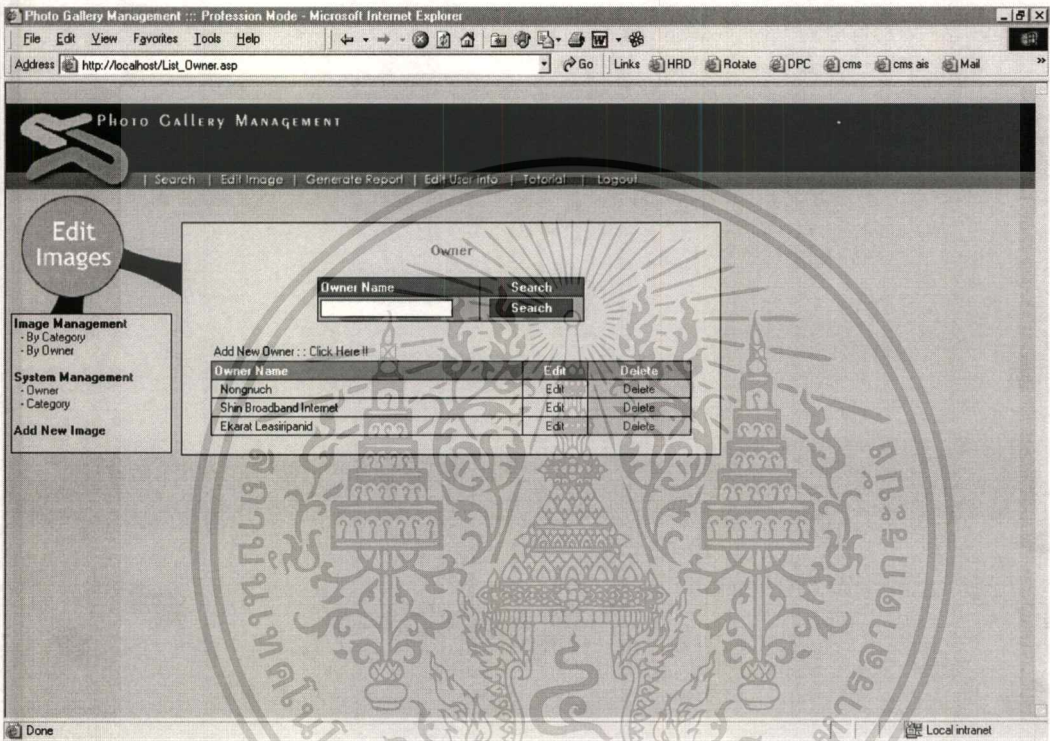 Photo Gallery Management ::: Profession Mode - Microsoft Internet Explorer
File Edit View Favorites Tools Help
Address http://localhost/List_Owner.asp Go Links HRD Rotate DPC cms cms ais Mail
PHOTO GALLERY MANAGEMENT
| Search | Edit Image | Generate Report | Edit User info | Totorial | Logout
Edit
Images
Owner
Owner Name Search
Search
Image Management
- By Category
- By Owner
System Management
- Owner
- Category
Add New Image
Add New Owner : : Click Here !!
Owner Name Edit Delete
Nongnuch Edit Delete
Shin Broadband Internet Edit Delete
Ekarat Leasiripanid Edit Delete
Done Local intranet